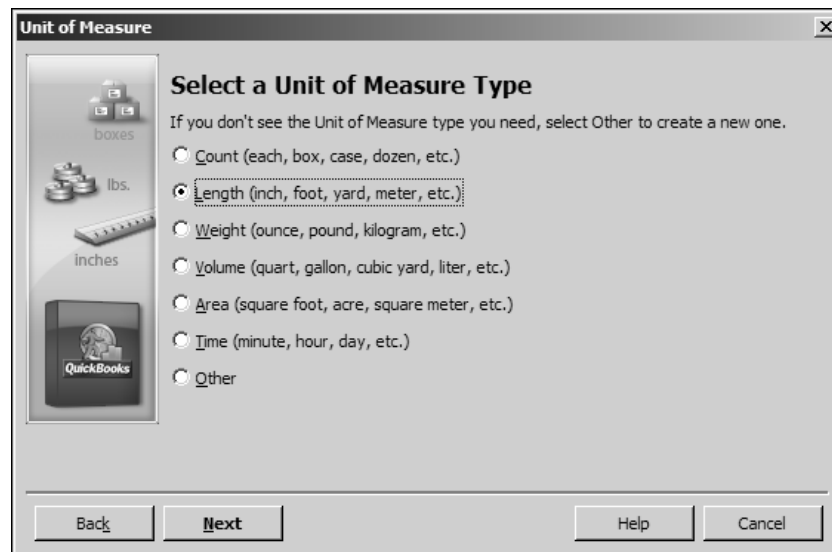 Unit of Measure
boxes
lbs.
inches
QuickBooks
Select a Unit of Measure Type
If you don't see the Unit of Measure type you need, select Other to create a new one.
Count (each, box, case, dozen, etc.)
Length (inch, foot, yard, meter, etc.)
Weight (ounce, pound, kilogram, etc.)
Volume (quart, gallon, cubic yard, liter, etc.)
Area (square foot, acre, square meter, etc.)
Time (minute, hour, day, etc.)
Other
Back
Next
Help
Cancel